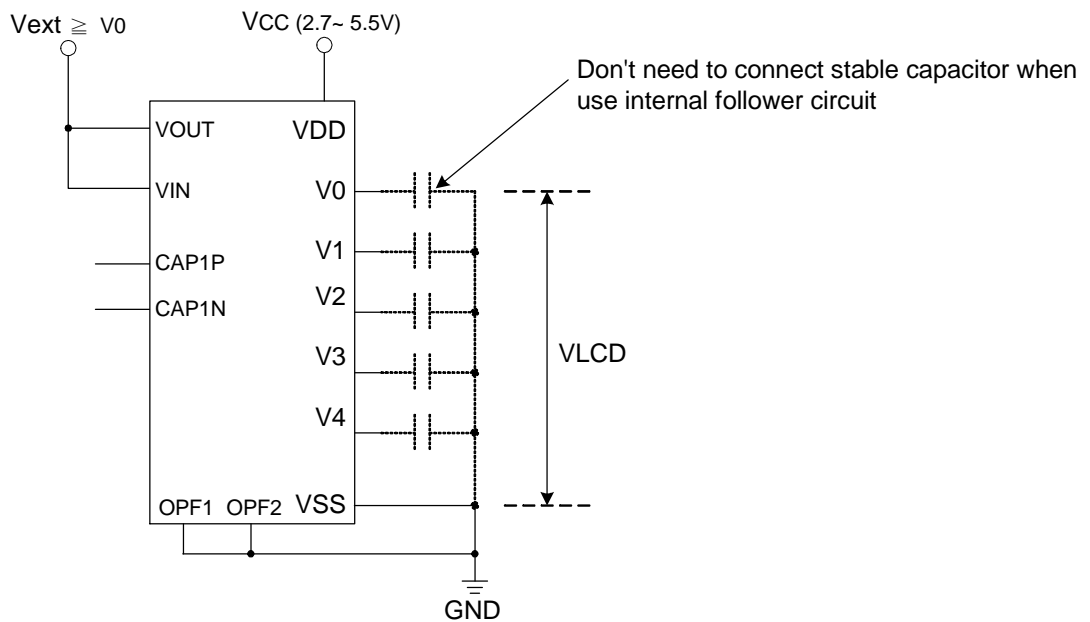 Vext ≧ V0
VCC (2.7~ 5.5V)
Don't need to connect stable capacitor when
use internal follower circuit
VOUT
VDD
VIN
V0
V1
CAP1P
V2
CAP1N
V3
VLCD
V4
OPF1
OPF2
VSS
GND